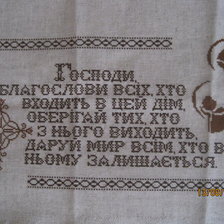 Господи,
благослови всіх, хто
входить в цей дім,
оберігай тих, хто
з нього виходить,
даруй мир всім, хто в
ньому залишається.